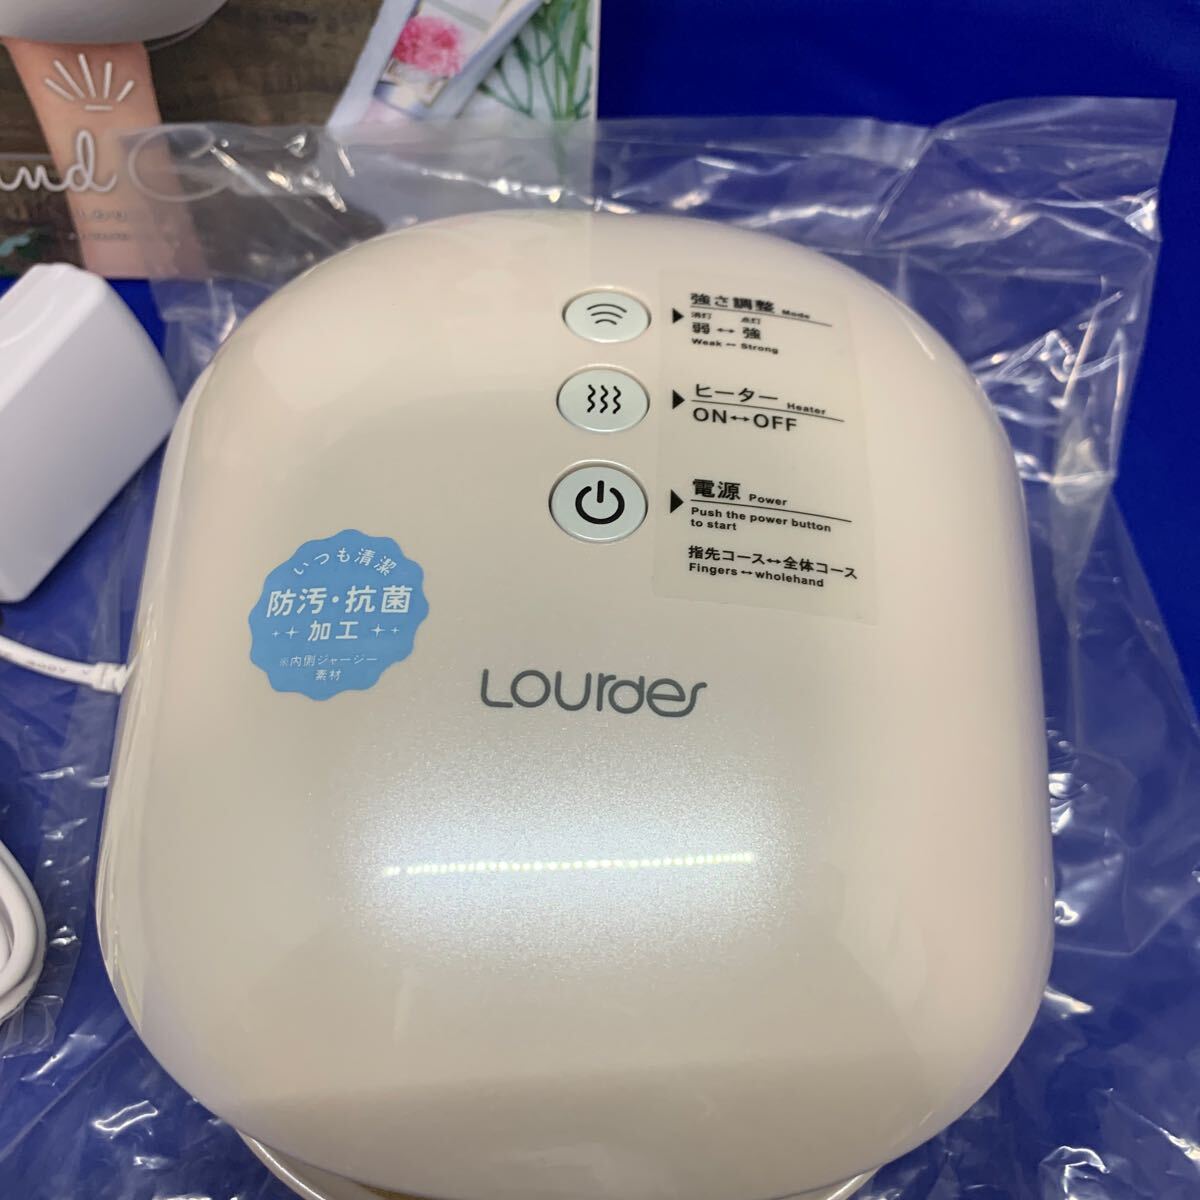 and
強さ調整 Mode
消灯 点灯
弱 ↔ 強
Weak ↔ Strong
ヒーター Heater
ON↔OFF
電源 Power
Push the power button
to start
指先コース↔全体コース
Fingers ↔ wholehand
いつも清潔
防汚・抗菌
加工
※内側ジャージー
素材
Lourdes